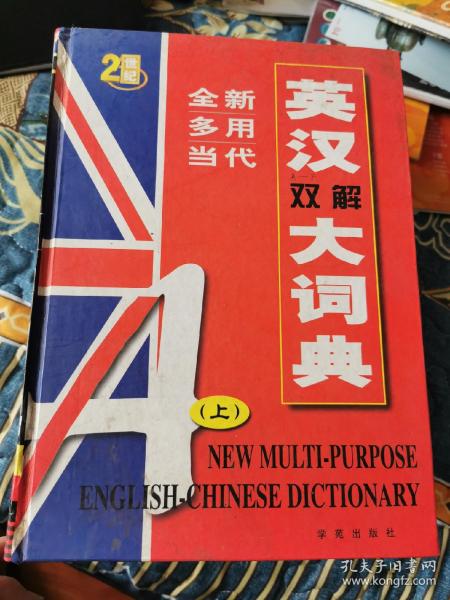 21世纪
全新
多用
当代
英汉
双解
大词典
A
(上)
NEW MULTI-PURPOSE
ENGLISH-CHINESE DICTIONARY
学苑出版社
孔夫子旧书网
www.kongfz.com